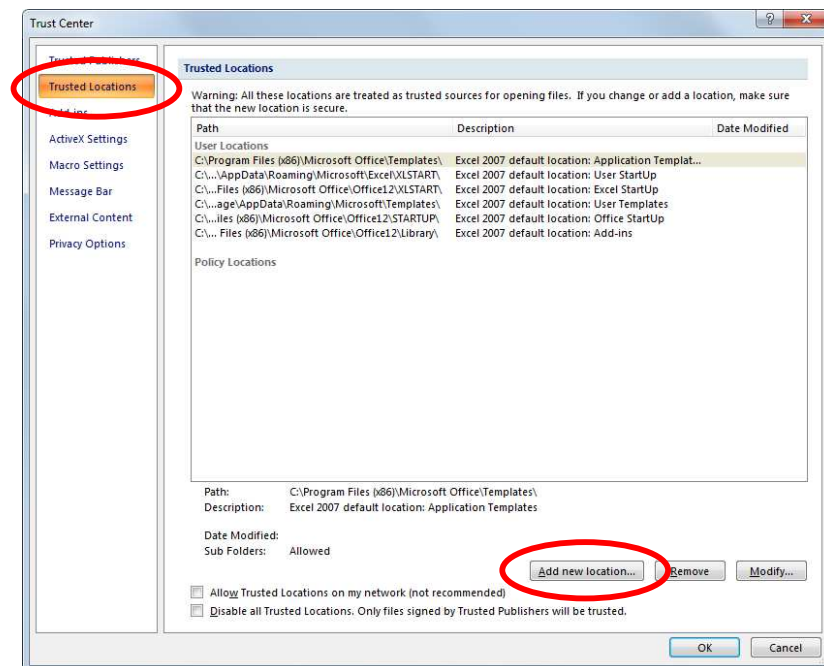 Trust Center
Trusted Publishers
Trusted Locations
Add-ins
ActiveX Settings
Macro Settings
Message Bar
External Content
Privacy Options
Trusted Locations
Warning: All these locations are treated as trusted sources for opening files. If you change or add a location, make sure
that the new location is secure.
Path Description Date Modified
User Locations
C:\Program Files (x86)\Microsoft Office\Templates\ Excel 2007 default location: Application Templat...
C:\...\AppData\Roaming\Microsoft\Excel\XLSTART\ Excel 2007 default location: User StartUp
C:\...Files (x86)\Microsoft Office\Office12\XLSTART\ Excel 2007 default location: Excel StartUp
C:\...age\AppData\Roaming\Microsoft\Templates\ Excel 2007 default location: User Templates
C:\...iles (x86)\Microsoft Office\Office12\STARTUP\ Excel 2007 default location: Office StartUp
C:\... Files (x86)\Microsoft Office\Office12\Library\ Excel 2007 default location: Add-ins
Policy Locations
Path: C:\Program Files (x86)\Microsoft Office\Templates\
Description: Excel 2007 default location: Application Templates
Date Modified:
Sub Folders: Allowed
Add new location... Remove Modify...
Allow Trusted Locations on my network (not recommended)
Disable all Trusted Locations. Only files signed by Trusted Publishers will be trusted.
OK Cancel